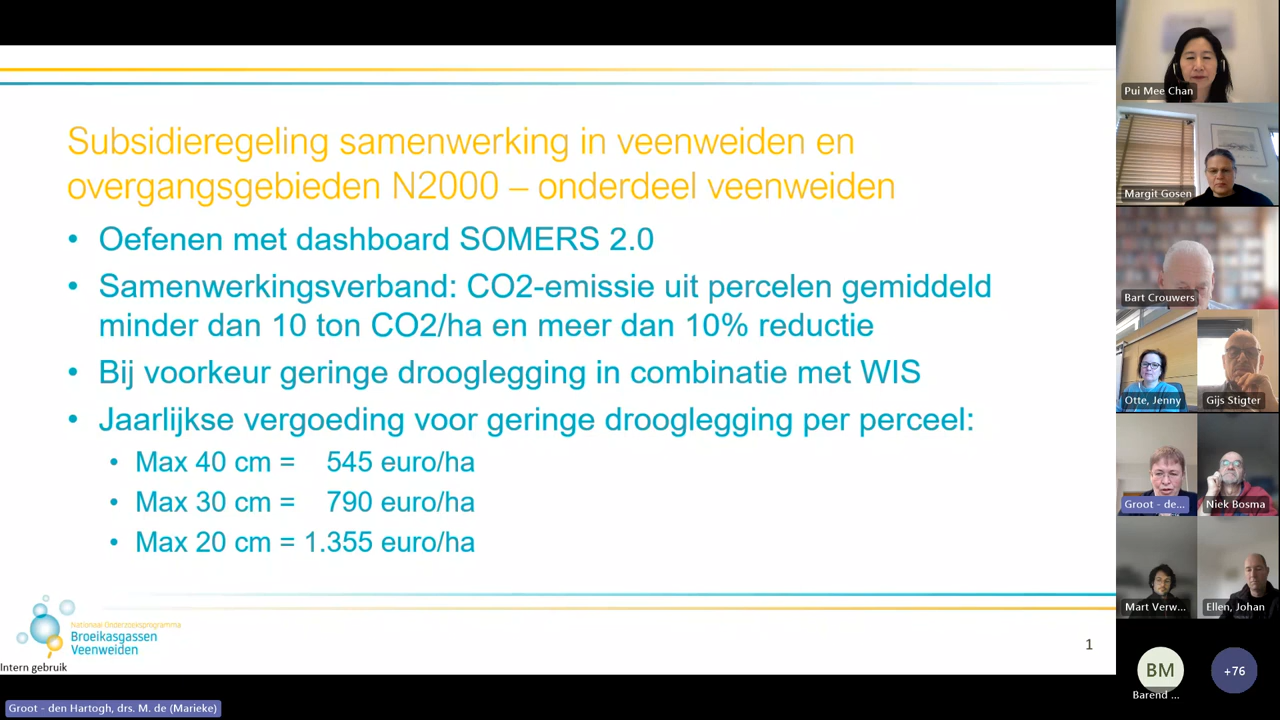 Subsidieregeling samenwerking in veenweiden en
overgangsgebieden N2000 – onderdeel veenweiden
• Oefenen met dashboard SOMERS 2.0
• Samenwerkingsverband: CO2-emissie uit percelen gemiddeld
minder dan 10 ton CO2/ha en meer dan 10% reductie
• Bij voorkeur geringe drooglegging in combinatie met WIS
• Jaarlijkse vergoeding voor geringe drooglegging per perceel:
• Max 40 cm = 545 euro/ha
• Max 30 cm = 790 euro/ha
• Max 20 cm = 1.355 euro/ha
Nationaal Onderzoeksprogramma
Broeikasgassen
Veenweiden
1
Intern gebruik
Groot - den Hartogh, drs. M. de (Marieke)
Pui Mee Chan
Margit Gosen
Bart Crouwers
Otte, Jenny
Gijs Stigter
Groot - de...
Niek Bosma
Mart Verw...
Ellen, Johan
BM
Barend ...
+76